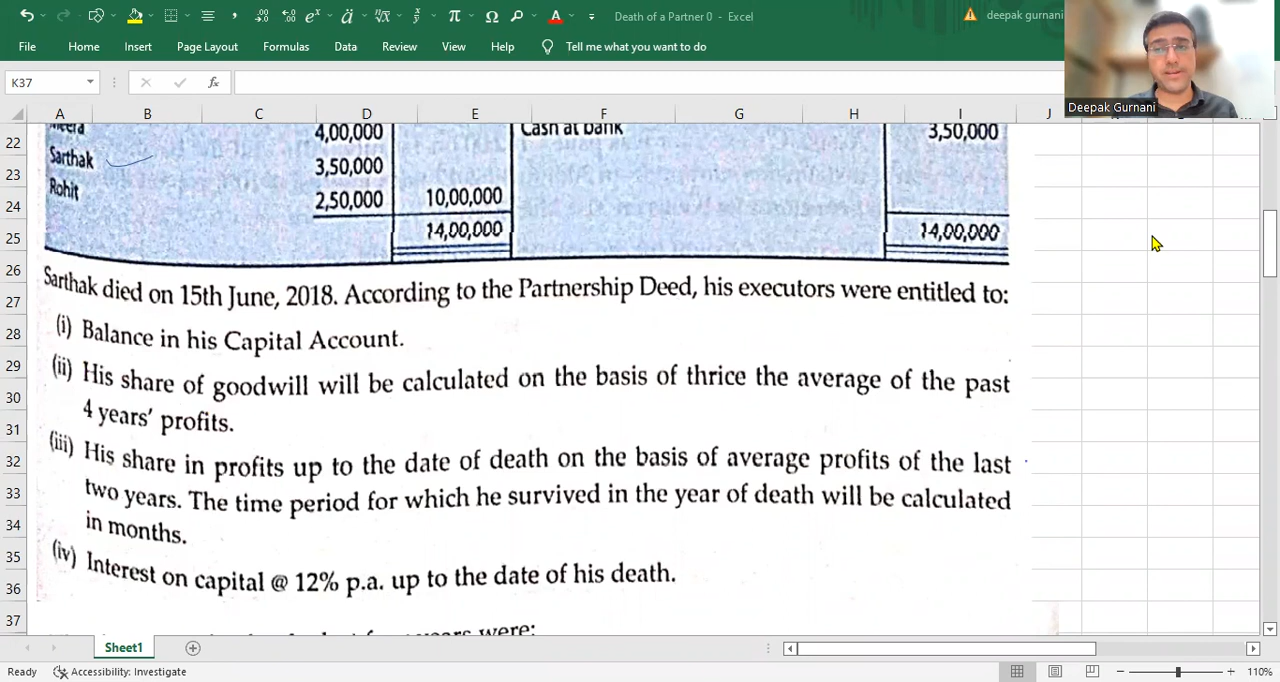 Death of a Partner 0 - Excel
deepak gurnani
File Home Insert Page Layout Formulas Data Review View Help Tell me what you want to do
K37
fx
Deepak Gurnani
A B C D E F G H I J
22 4,00,000 Cash at bank 3,50,000
Sarthak
23 3,50,000
Rohit
24 2,50,000 10,00,000
25 14,00,000 14,00,000
26
Sarthak died on 15th June, 2018. According to the Partnership Deed, his executors were entitled to:
27
28
(i) Balance in his Capital Account.
29
(ii) His share of goodwill will be calculated on the basis of thrice the average of the past
30
4 years' profits.
31
(iii) His share in profits up to the date of death on the basis of average profits of the last
32
two years. The time period for which he survived in the year of death will be calculated
33
in months.
34
35
(iv) Interest on capital @ 12% p.a. up to the date of his death.
36
37
were:
Sheet1
Ready Accessibility: Investigate 110%